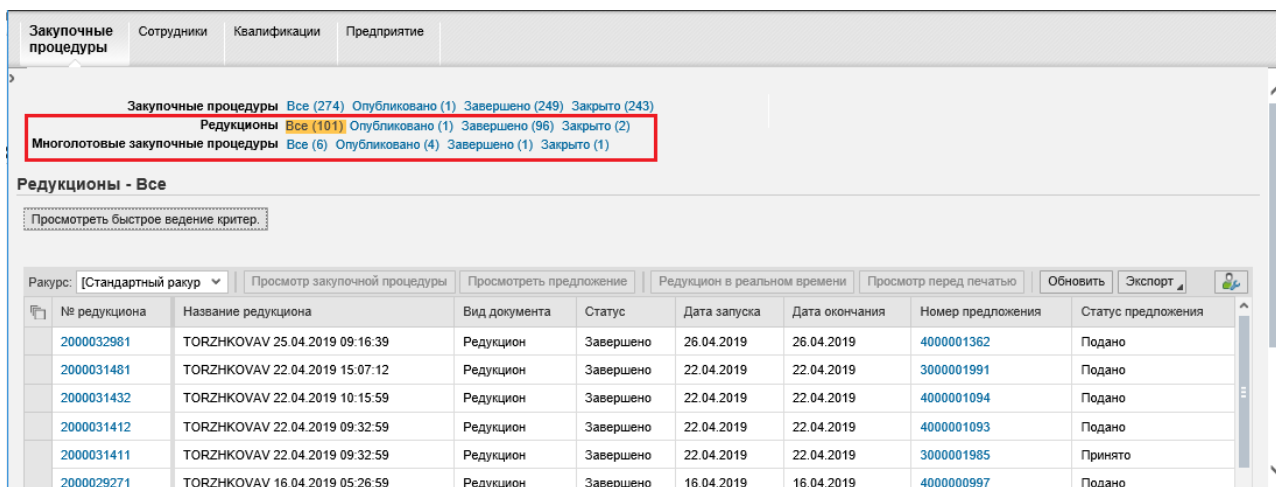 Закупочные процедуры Сотрудники Квалификации Предприятие
Закупочные процедуры Все (274) Опубликовано (1) Завершено (249) Закрыто (243)
Редукционы Все (101) Опубликовано (1) Завершено (96) Закрыто (2)
Многолотовые закупочные процедуры Все (6) Опубликовано (4) Завершено (1) Закрыто (1)
Редукционы - Все
Просмотреть быстрое ведение критер.
Ракурс: [Стандартный ракур Просмотр закупочной процедуры Просмотреть предложение Редукцион в реальном времени Просмотр перед печатью Обновить Экспорт
№ редукциона Название редукциона Вид документа Статус Дата запуска Дата окончания Номер предложения Статус предложения
2000032981 TORZHKOVAV 25.04.2019 09:16:39 Редукцион Завершено 26.04.2019 26.04.2019 4000001362 Подано
2000031481 TORZHKOVAV 22.04.2019 15:07:12 Редукцион Завершено 22.04.2019 22.04.2019 3000001991 Подано
2000031432 TORZHKOVAV 22.04.2019 10:15:59 Редукцион Завершено 22.04.2019 22.04.2019 4000001094 Подано
2000031412 TORZHKOVAV 22.04.2019 09:32:59 Редукцион Завершено 22.04.2019 22.04.2019 4000001093 Подано
2000031411 TORZHKOVAV 22.04.2019 09:32:59 Редукцион Завершено 22.04.2019 22.04.2019 3000001985 Принято
2000029271 TORZHKOVAV 16.04.2019 05:26:59 Редукцион Завершено 16.04.2019 16.04.2019 4000000997 Подано